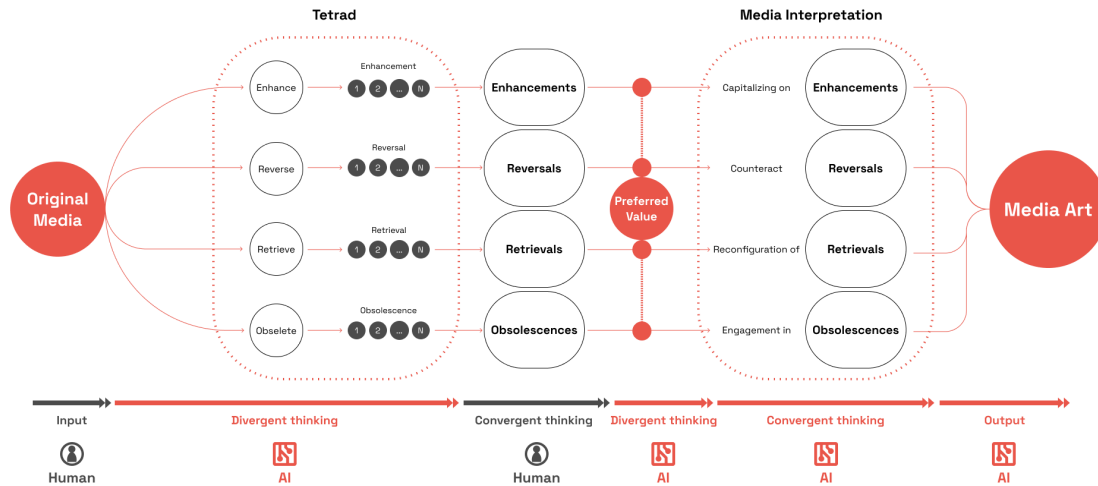 Tetrad
Media Interpretation
Original
Media
Enhance
Enhancement
1 2 ... N
Enhancements
Capitalizing on
Enhancements
Reverse
Reversal
1 2 ... N
Reversals
Counteract
Reversals
Preferred
Value
Media Art
Retrieve
Retrieval
1 2 ... N
Retrievals
Reconfiguration of
Retrievals
Obselete
Obsolescence
1 2 ... N
Obsolescences
Engagement in
Obsolescences
Input
Divergent thinking
Convergent thinking
Divergent thinking
Convergent thinking
Output
Human
AI
Human
AI
AI
AI